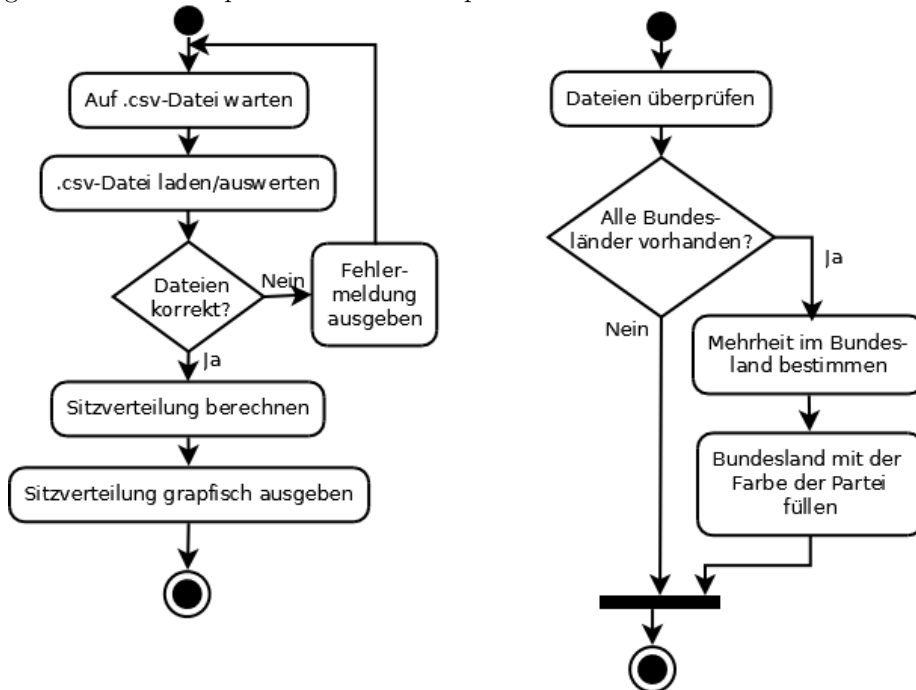 Auf .csv-Datei warten
.csv-Datei laden/auswerten
Dateien
korrekt?
Nein
Fehler-
meldung
ausgeben
Ja
Sitzverteilung berechnen
Sitzverteilung grapfisch ausgeben
Dateien überprüfen
Alle Bundes-
länder vorhanden?
Ja
Nein
Mehrheit im Bundes-
land bestimmen
Bundesland mit der
Farbe der Partei
füllen